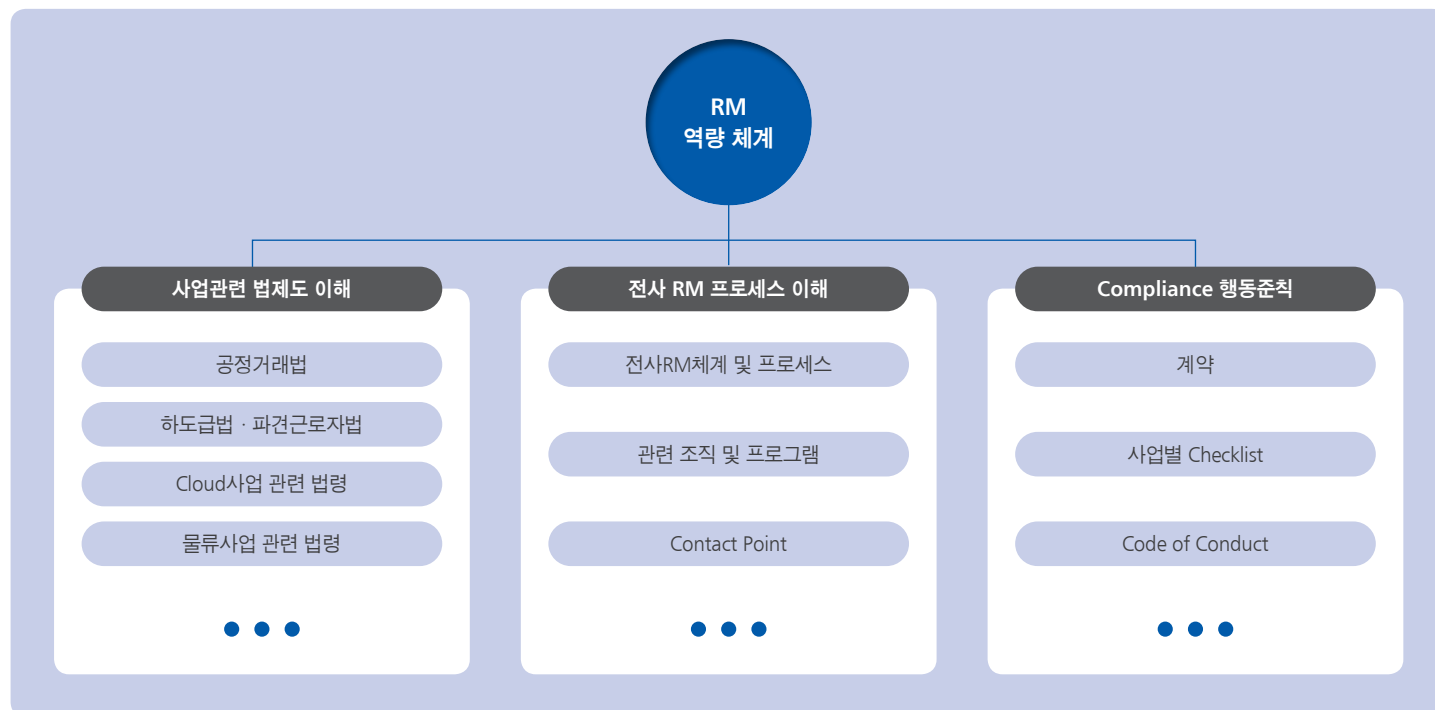 RM
역량 체계
사업관련 법제도 이해
공정거래법
하도급법 · 파견근로자법
Cloud사업 관련 법령
물류사업 관련 법령
전사 RM 프로세스 이해
전사RM체계 및 프로세스
관련 조직 및 프로그램
Contact Point
Compliance 행동준칙
계약
사업별 Checklist
Code of Conduct